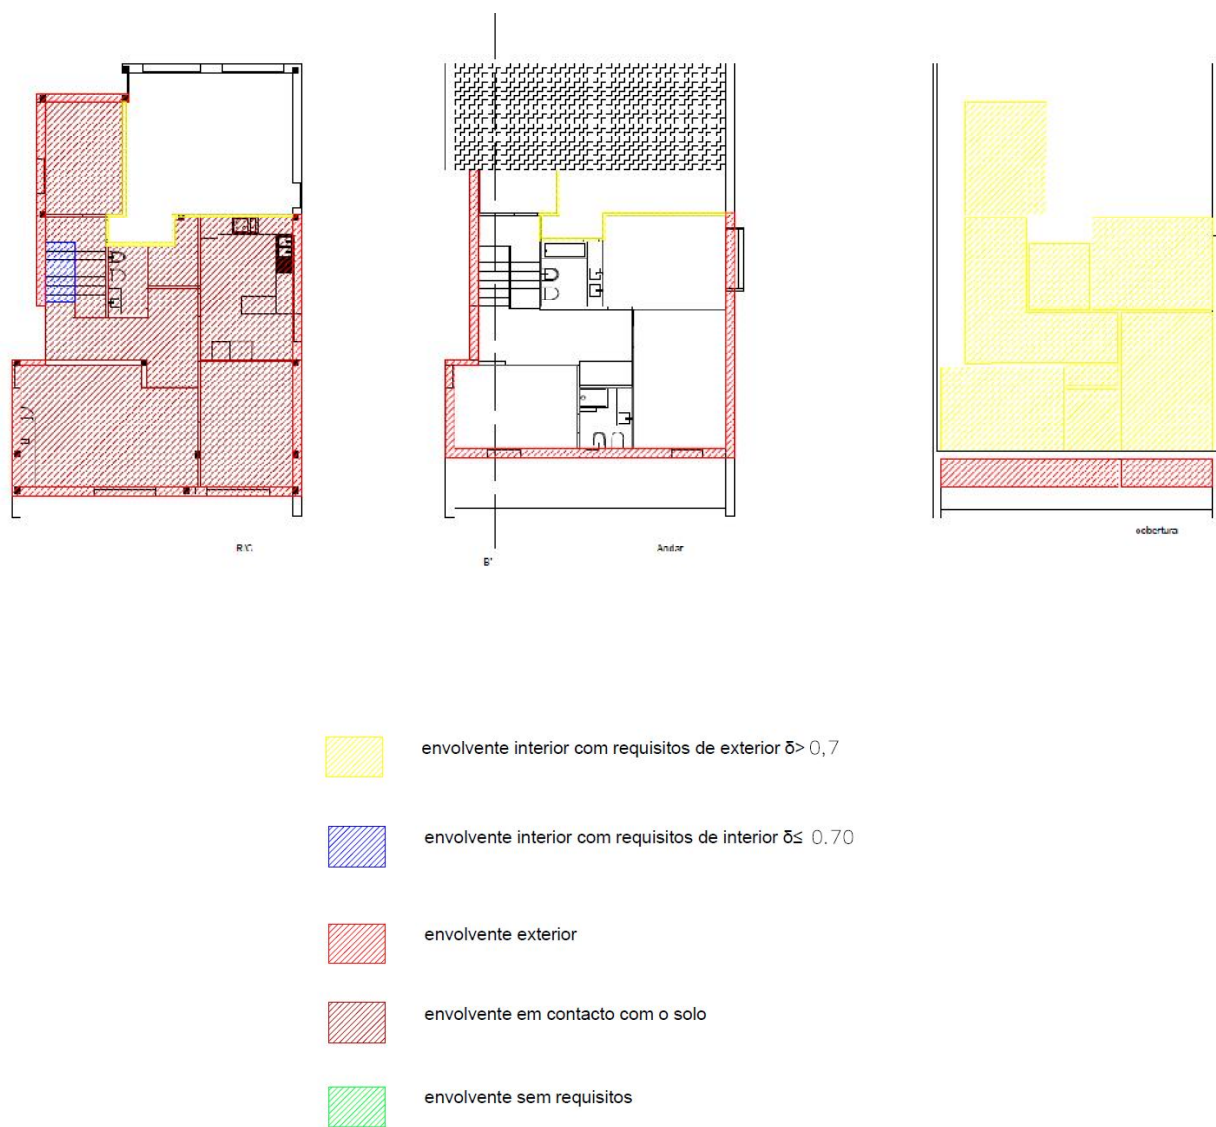 R/C
B'
Andar
cobertura
envolvente interior com requisitos de exterior δ> 0,7
envolvente interior com requisitos de interior δ≤ 0.70
envolvente exterior
envolvente em contacto com o solo
envolvente sem requisitos